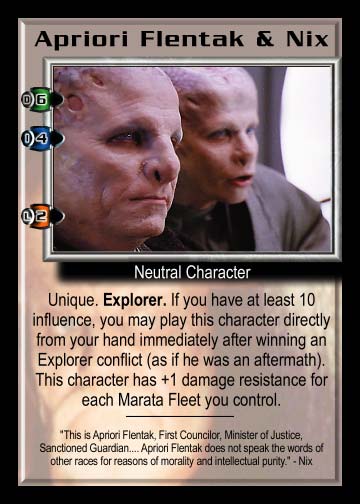 Apriori Flentak & Nix
D 6
I 4
L 2
Neutral Character
Unique. Explorer. If you have at least 10
influence, you may play this character directly
from your hand immediately after winning an
Explorer conflict (as if he was an aftermath).
This character has +1 damage resistance for
each Marata Fleet you control.
"This is Apriori Flentak, First Councilor, Minister of Justice,
Sanctioned Guardian.... Apriori Flentak does not speak the words of
other races for reasons of morality and intellectual purity." - Nix